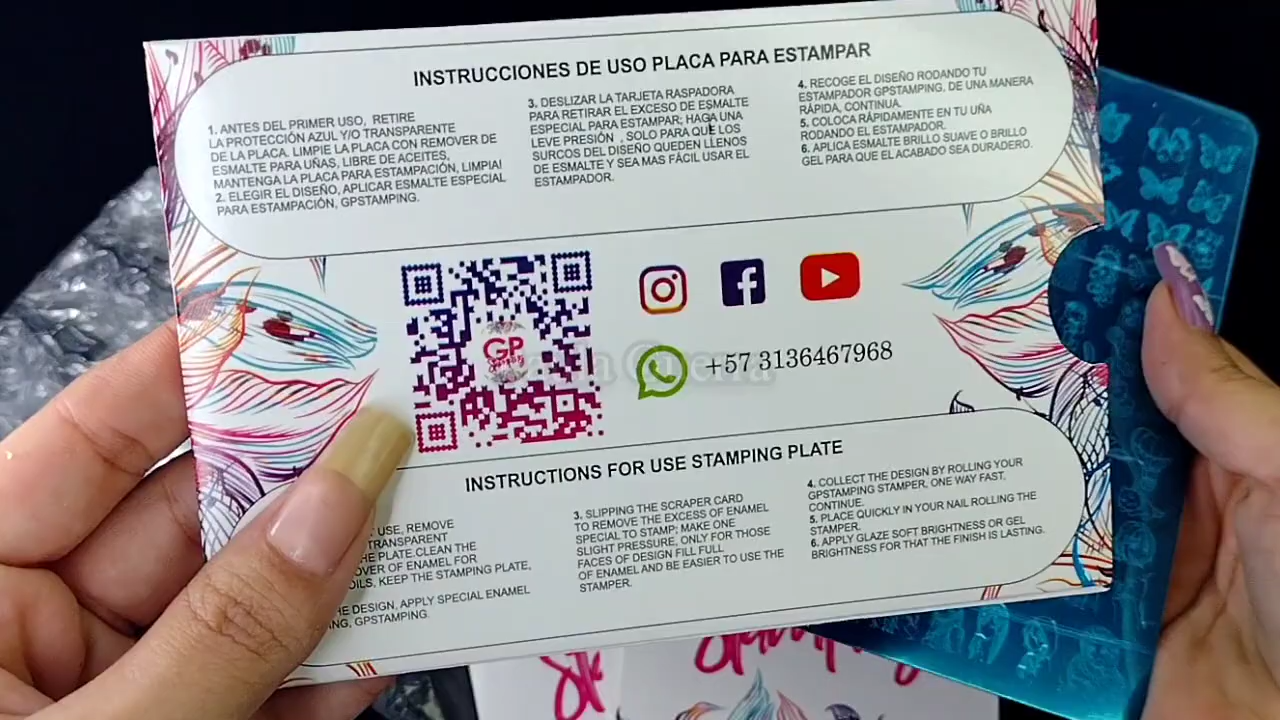 INSTRUCCIONES DE USO PLACA PARA ESTAMPAR
1. ANTES DEL PRIMER USO, RETIRE
LA PROTECCIÓN AZUL Y/O TRANSPARENTE
DE LA PLACA. LIMPIE LA PLACA CON REMOVER DE
ESMALTE PARA UÑAS, LIBRE DE ACEITES,
MANTENGA LA PLACA PARA ESTAMPACIÓN, LIMPIA!
2. ELEGIR EL DISEÑO, APLICAR ESMALTE ESPECIAL
PARA ESTAMPACIÓN, GPSTAMPING.
3. DESLIZAR LA TARJETA RASPADORA
PARA RETIRAR EL EXCESO DE ESMALTE
ESPECIAL PARA ESTAMPAR; HAGA UNA
LEVE PRESIÓN , SOLO PARA QUE LOS
SURCOS DEL DISEÑO QUEDEN LLENOS
DE ESMALTE Y SEA MAS FÁCIL USAR EL
ESTAMPADOR.
4. RECOGE EL DISEÑO RODANDO TU
ESTAMPADOR GPSTAMPING, DE UNA MANERA
RÁPIDA, CONTINUA.
5. COLOCA RÁPIDAMENTE EN TU UÑA
RODANDO EL ESTAMPADOR.
6. APLICA ESMALTE BRILLO SUAVE O BRILLO
GEL PARA QUE EL ACABADO SEA DURADERO.
GP
+57 3136467968
INSTRUCTIONS FOR USE STAMPING PLATE
USE, REMOVE
TRANSPARENT
THE PLATE.CLEAN THE
OVER OF ENAMEL FOR
OILS. KEEP THE STAMPING PLATE,
THE DESIGN, APPLY SPECIAL ENAMEL
GPSTAMPING.
3. SLIPPING THE SCRAPER CARD
TO REMOVE THE EXCESS OF ENAMEL
SPECIAL TO STAMP; MAKE ONE
SLIGHT PRESSURE, ONLY FOR THOSE
FACES OF DESIGN FILL FULL
OF ENAMEL AND BE EASIER TO USE THE
STAMPER.
4. COLLECT THE DESIGN BY ROLLING YOUR
GPSTAMPING STAMPER, ONE WAY FAST,
CONTINUE.
5. PLACE QUICKLY IN YOUR NAIL ROLLING THE
STAMPER.
6. APPLY GLAZE SOFT BRIGHTNESS OR GEL
BRIGHTNESS FOR THAT THE FINISH IS LASTING.